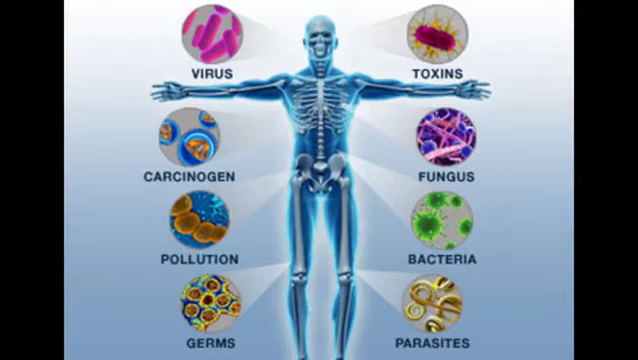 VIRUS
TOXINS
CARCINOGEN
FUNGUS
POLLUTION
BACTERIA
GERMS
PARASITES